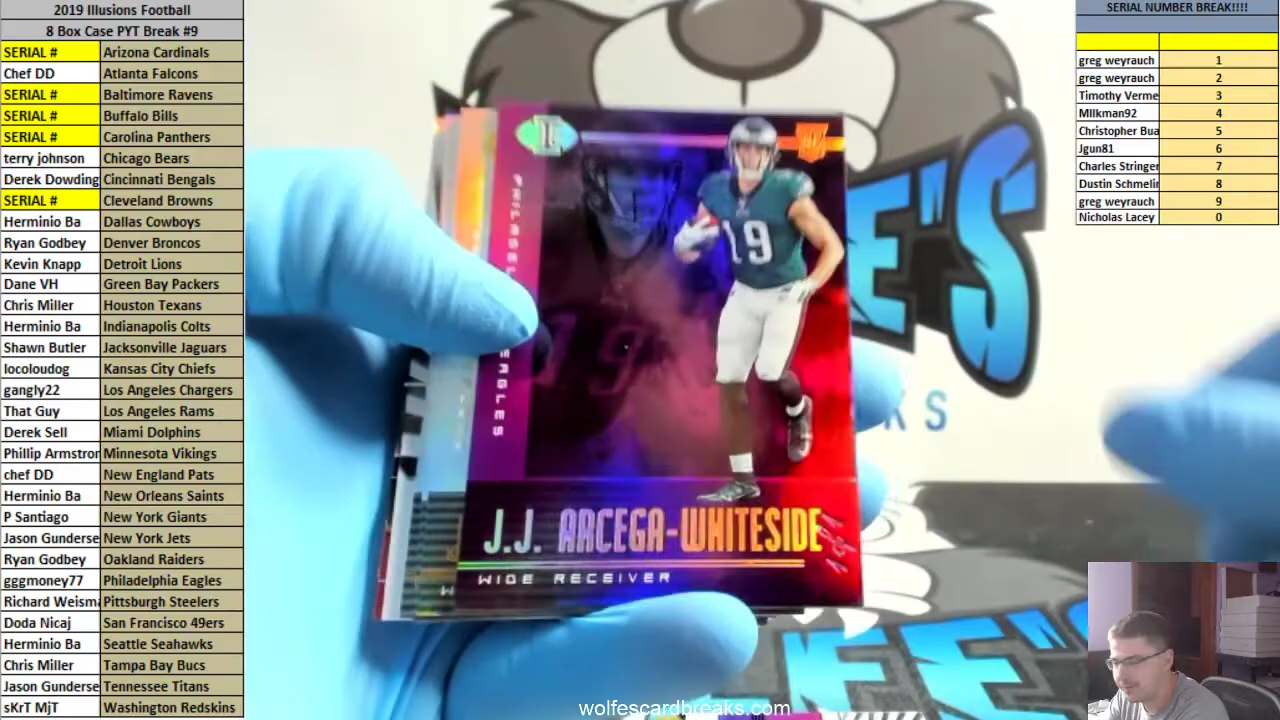 2019 Illusions Football
8 Box Case PYT Break #9
SERIAL # Arizona Cardinals
Chef DD Atlanta Falcons
SERIAL # Baltimore Ravens
SERIAL # Buffalo Bills
SERIAL # Carolina Panthers
terry johnson Chicago Bears
Derek Dowding Cincinnati Bengals
SERIAL # Cleveland Browns
Herminio Ba Dallas Cowboys
Ryan Godbey Denver Broncos
Kevin Knapp Detroit Lions
Dane VH Green Bay Packers
Chris Miller Houston Texans
Herminio Ba Indianapolis Colts
Shawn Butler Jacksonville Jaguars
locoloudog Kansas City Chiefs
gangly22 Los Angeles Chargers
That Guy Los Angeles Rams
Derek Sell Miami Dolphins
Phillip Armstror Minnesota Vikings
chef DD New England Pats
Herminio Ba New Orleans Saints
P Santiago New York Giants
Jason Gunderse New York Jets
Ryan Godbey Oakland Raiders
gggmoney77 Philadelphia Eagles
Richard Weisma Pittsburgh Steelers
Doda Nicaj San Francisco 49ers
Herminio Ba Seattle Seahawks
Chris Miller Tampa Bay Bucs
Jason Gunderse Tennessee Titans
sKrT MjT Washington Redskins
SERIAL NUMBER BREAK!!!!
greg weyrauch 1
greg weyrauch 2
Timothy Verme 3
MIlkman92 4
Christopher Bua 5
Jgun81 6
Charles Stringer 7
Dustin Schmelin 8
greg weyrauch 9
Nicholas Lacey 0
19
J.J. ARCEGA-WHITESIDE
WIDE RECEIVER
E'S
KS
wolfescardbreaks.com